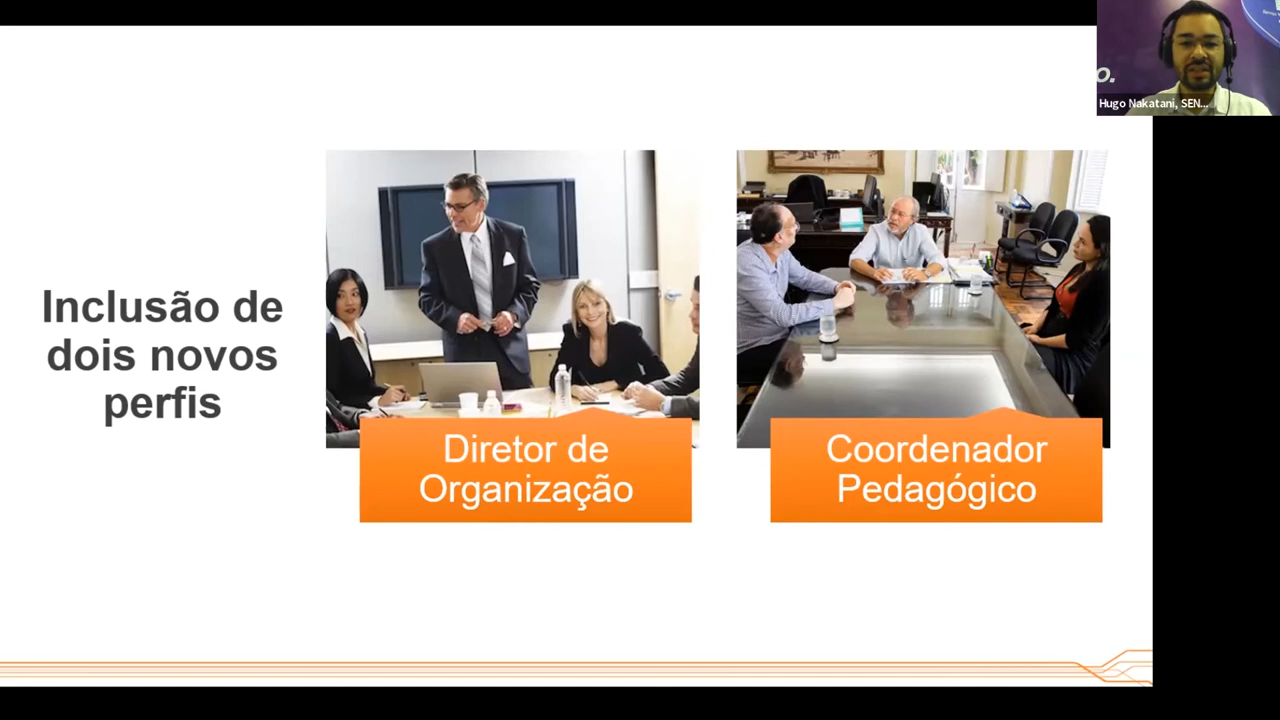 o.
Hugo Nakatani, SEN...
Inclusão de
dois novos
perfis
Diretor de
Organização
Coordenador
Pedagógico